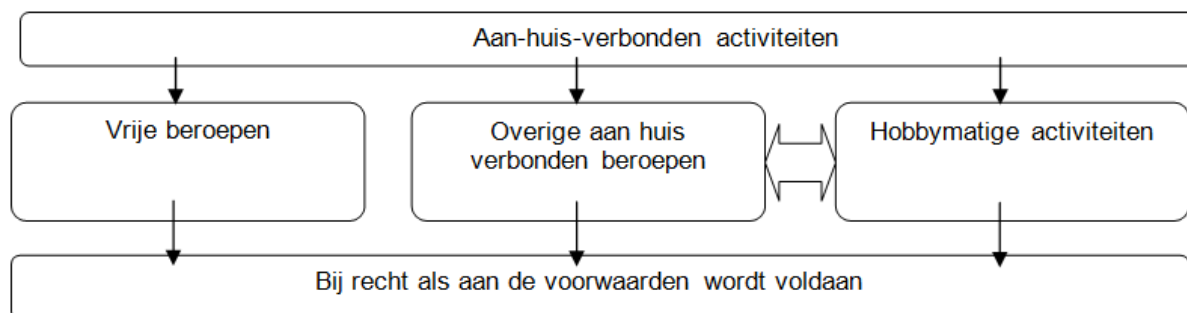 Aan-huis-verbonden activiteiten
Vrije beroepen
Overige aan huis
verbonden beroepen
Hobbymatige activiteiten
Bij recht als aan de voorwaarden wordt voldaan